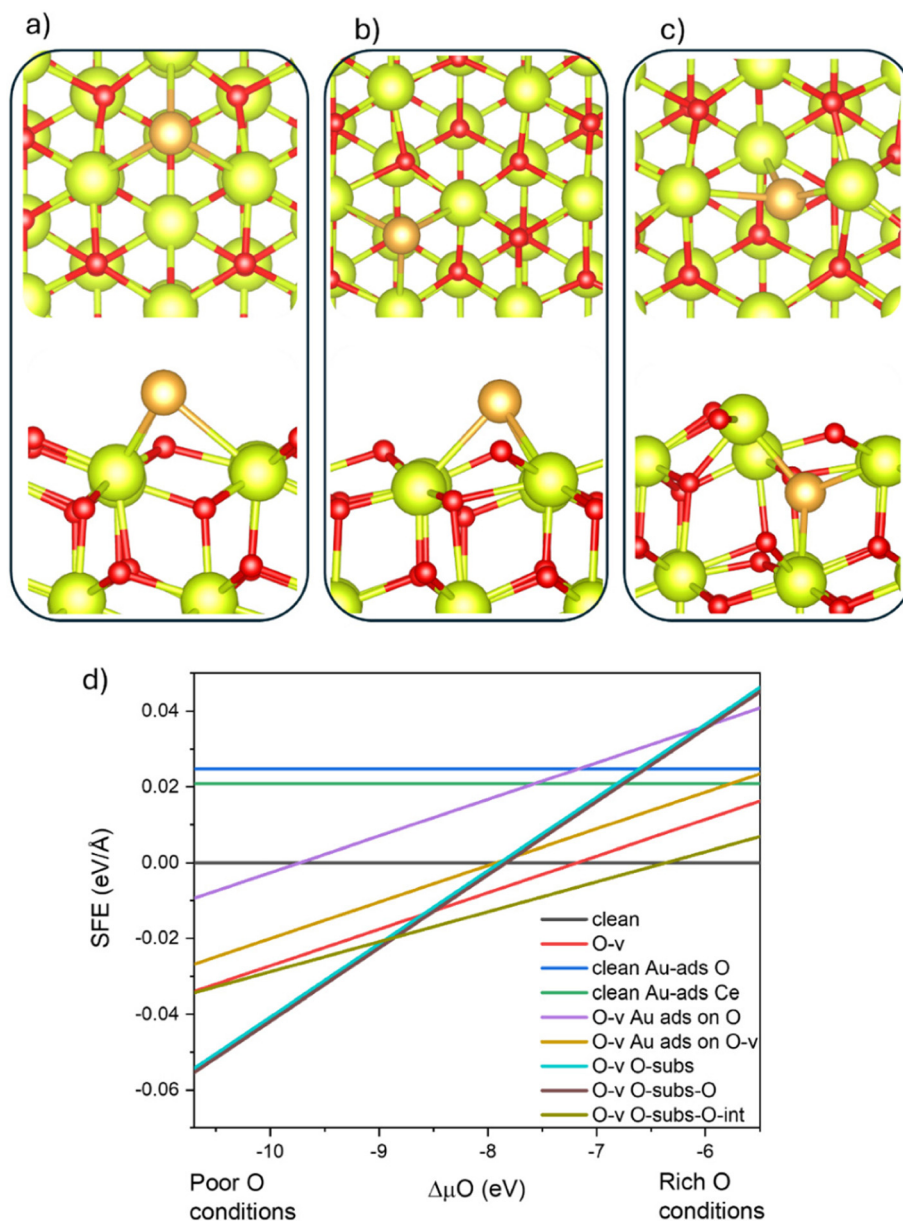 a)
b)
c)
d)
SFE (eV/Å)
0.04
0.02
0.00
-0.02
-0.04
-0.06
clean
O-v
clean Au-ads O
clean Au-ads Ce
O-v Au ads on O
O-v Au ads on O-v
O-v O-subs
O-v O-subs-O
O-v O-subs-O-int
-10
-9
-8
-7
-6
Poor O
conditions
ΔμO (eV)
Rich O
conditions